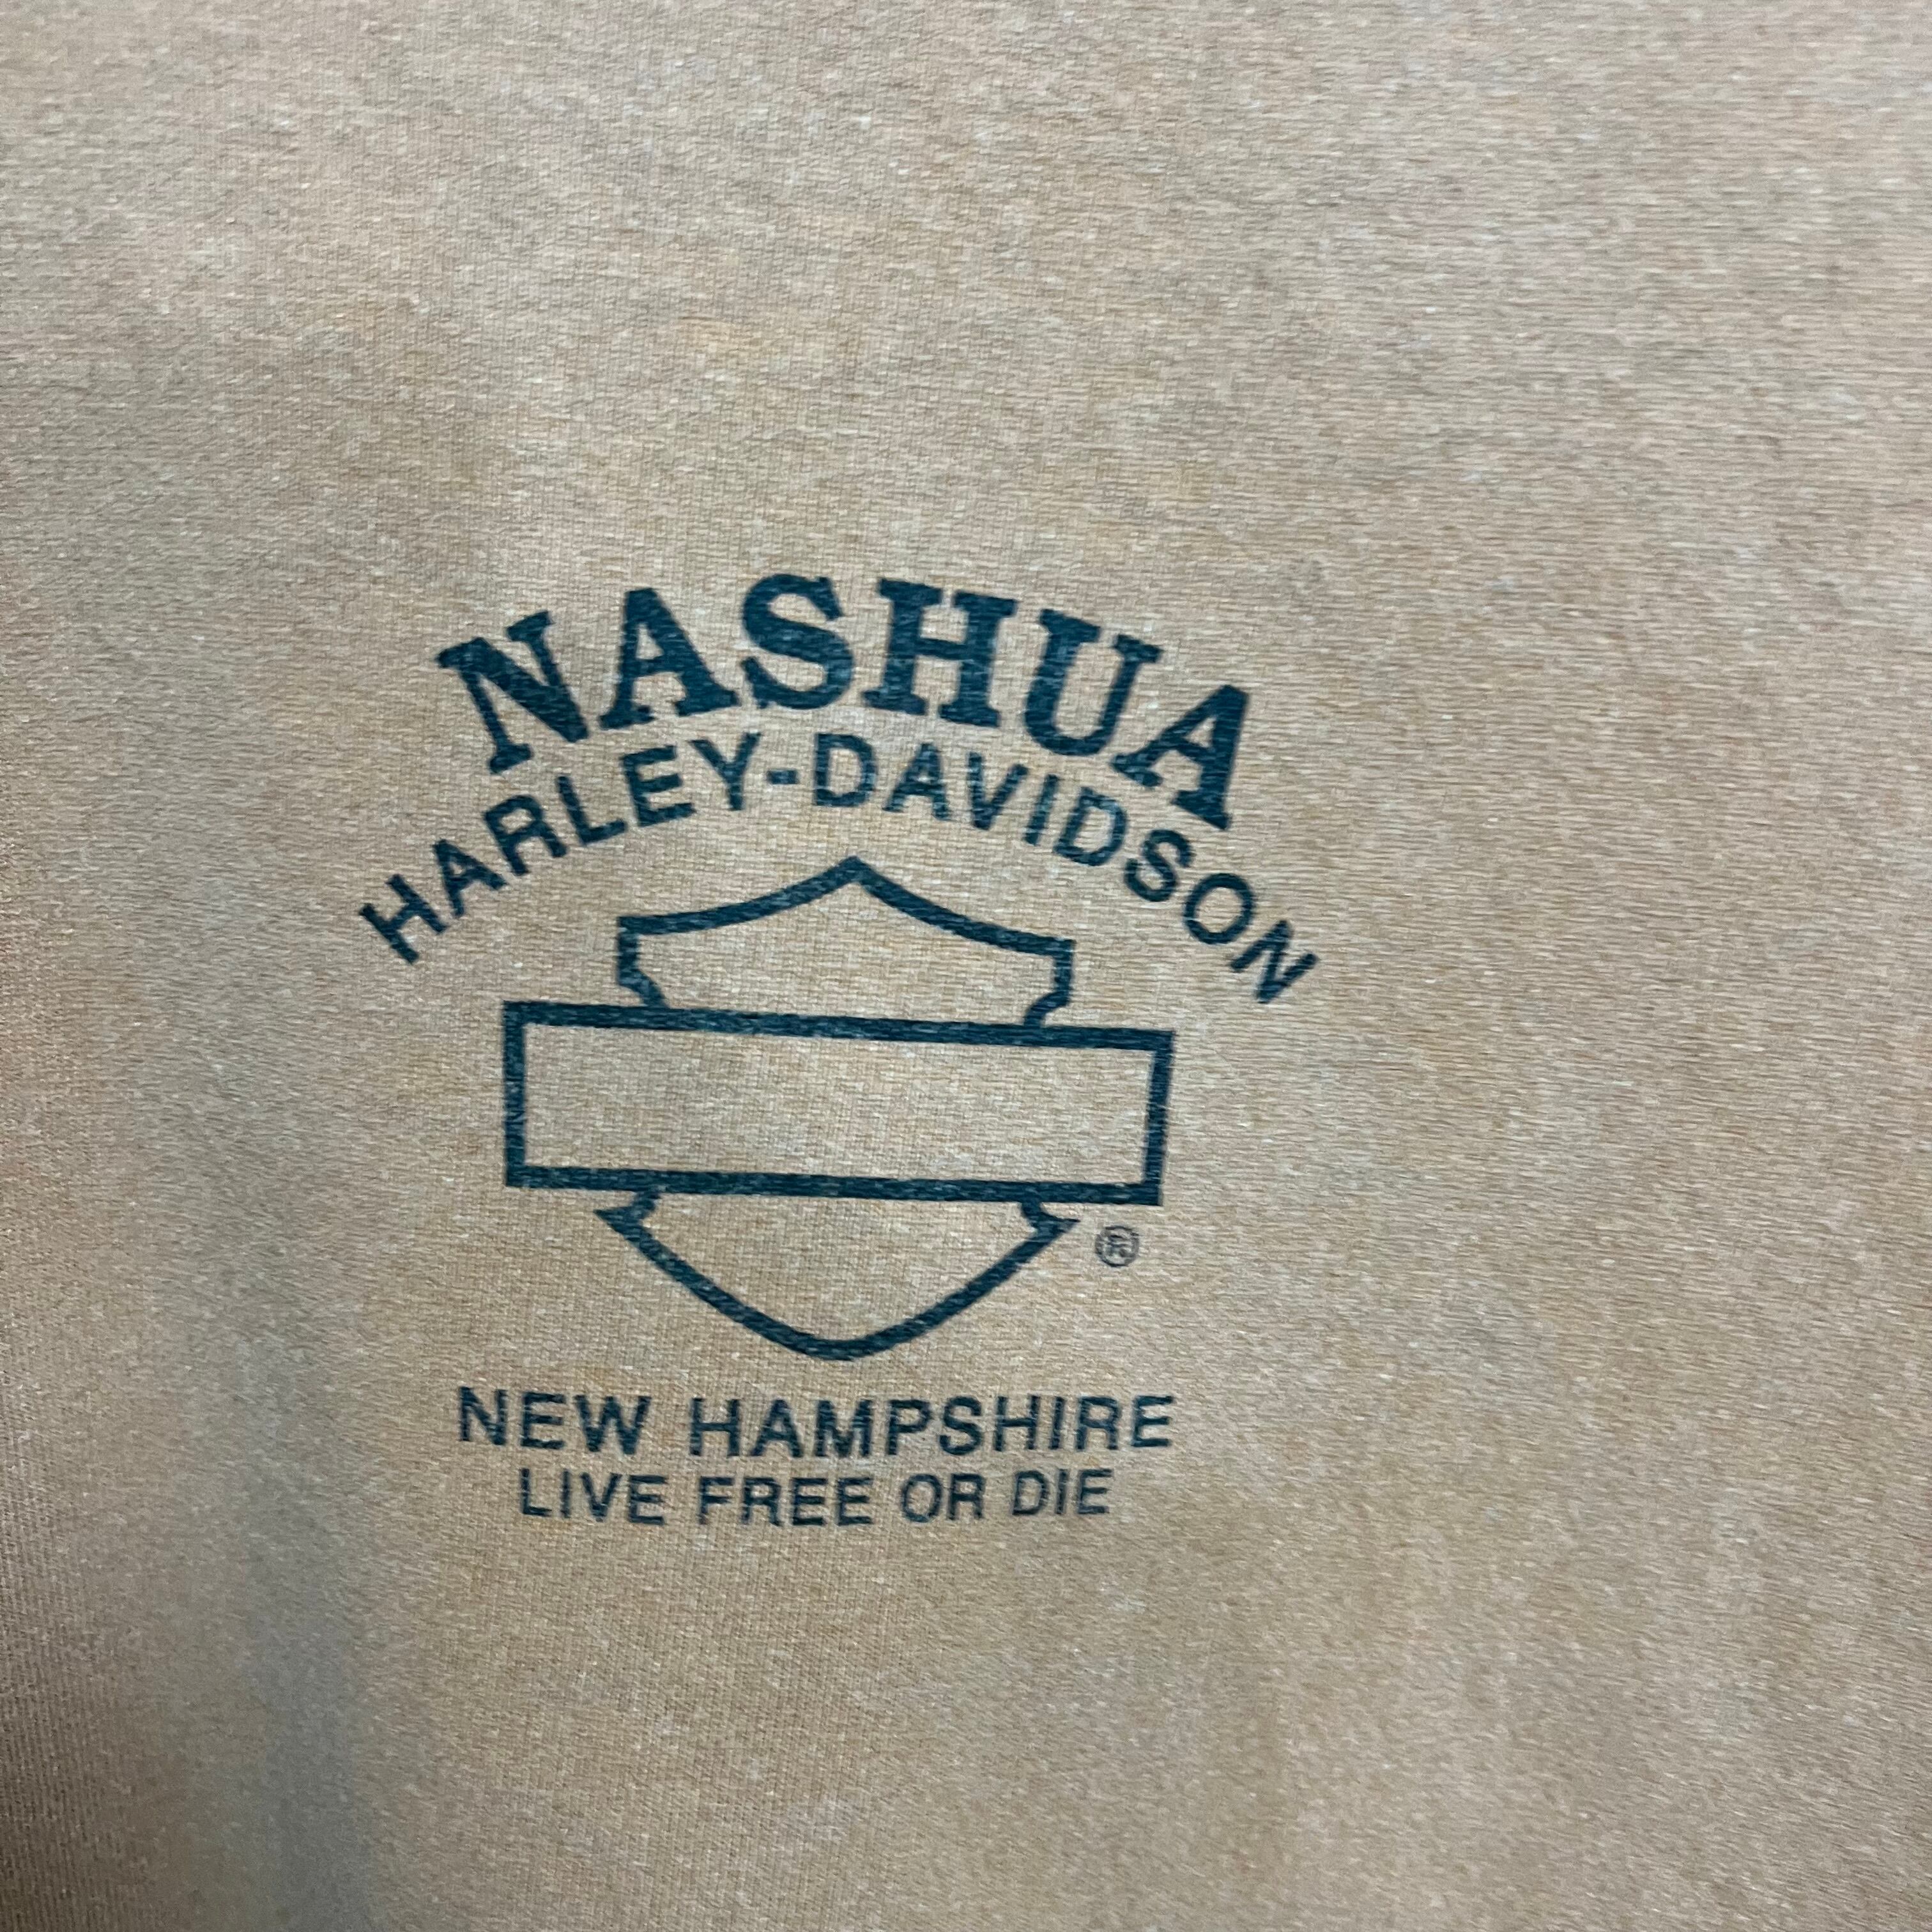 NASHUA
HARLEY-DAVIDSON
®
NEW HAMPSHIRE
LIVE FREE OR DIE